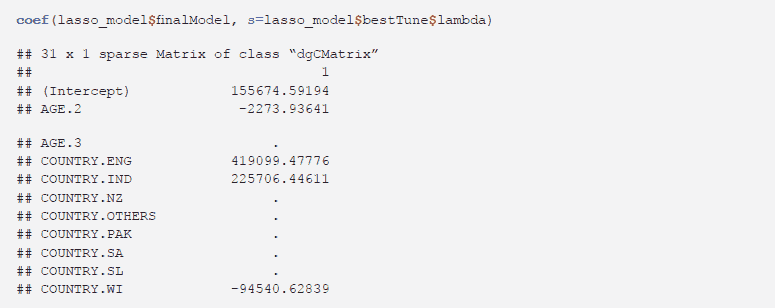 coef(lasso_model$finalModel, s=lasso_model$bestTune$lambda)
## 31 x 1 sparse Matrix of class “dgCMatrix”
## 1
## (Intercept) 155674.59194
## AGE.2 -2273.93641
## AGE.3 .
## COUNTRY.ENG 419099.47776
## COUNTRY.IND 225706.44611
## COUNTRY.NZ .
## COUNTRY.OTHERS .
## COUNTRY.PAK .
## COUNTRY.SA .
## COUNTRY.SL .
## COUNTRY.WI -94540.62839